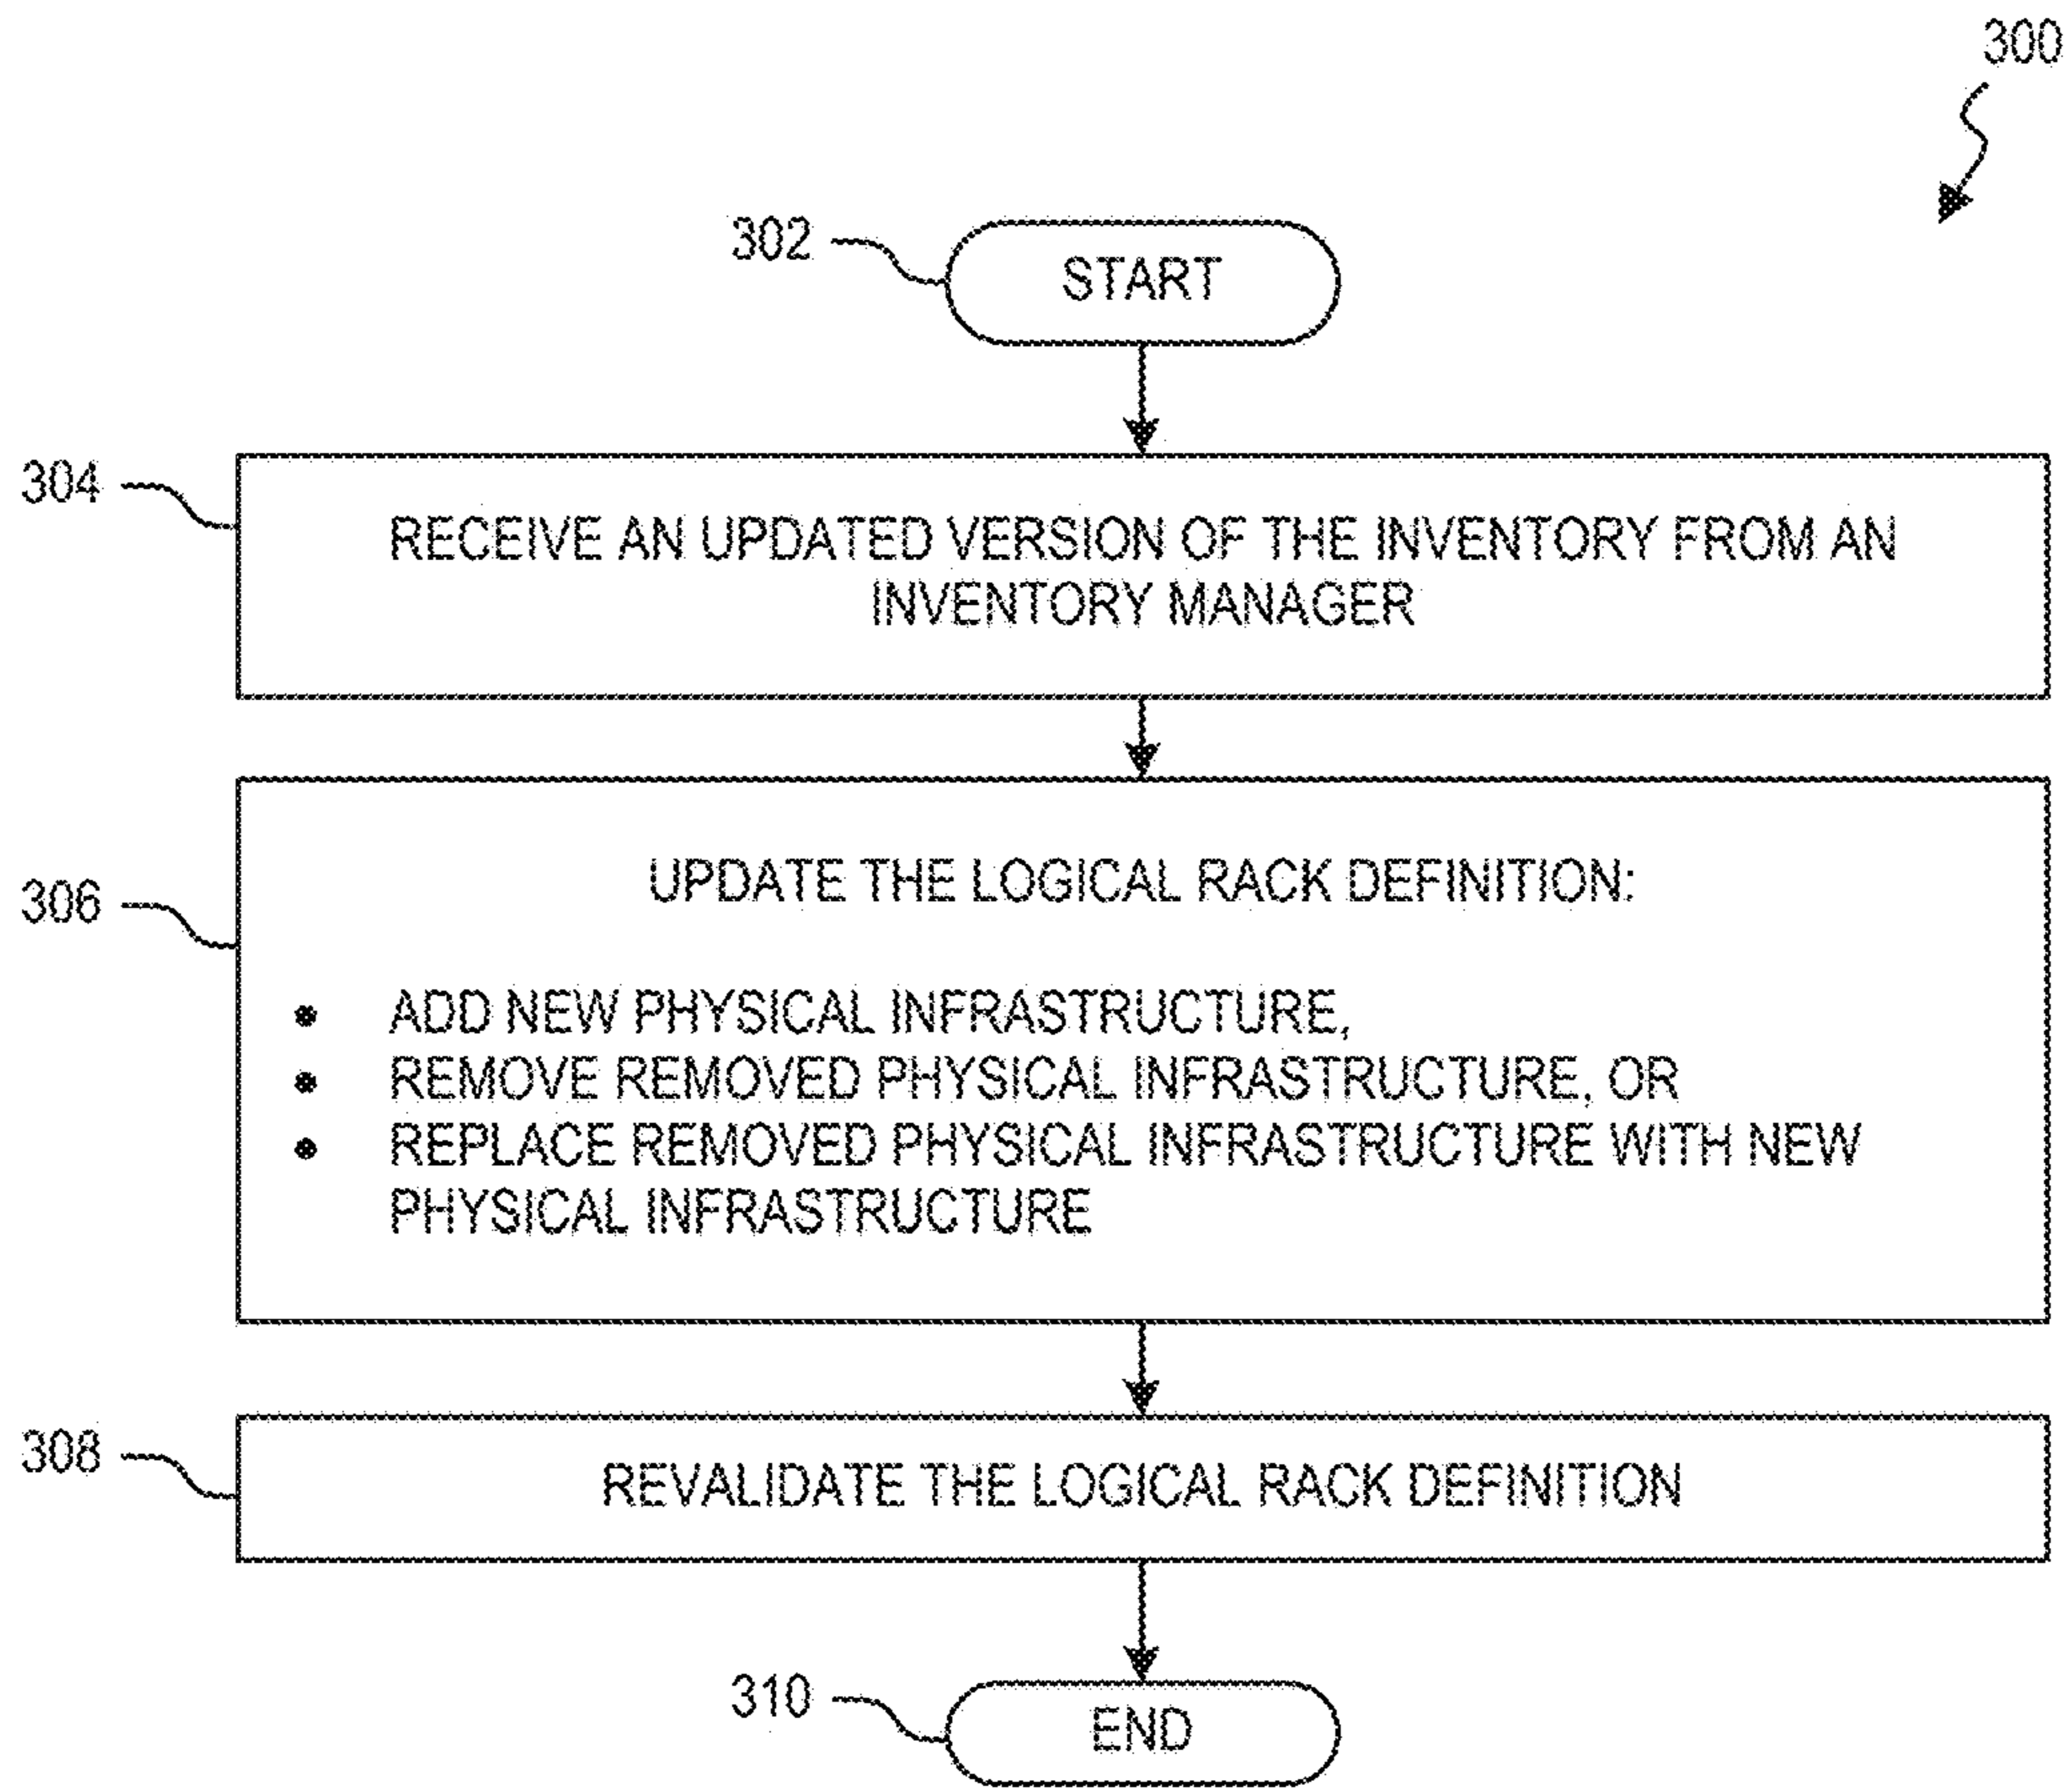 300
302
START
304
RECEIVE AN UPDATED VERSION OF THE INVENTORY FROM AN
INVENTORY MANAGER
306
UPDATE THE LOGICAL RACK DEFINITION:
• ADD NEW PHYSICAL INFRASTRUCTURE,
• REMOVE REMOVED PHYSICAL INFRASTRUCTURE, OR
• REPLACE REMOVED PHYSICAL INFRASTRUCTURE WITH NEW
PHYSICAL INFRASTRUCTURE
308
REVALIDATE THE LOGICAL RACK DEFINITION
310
END